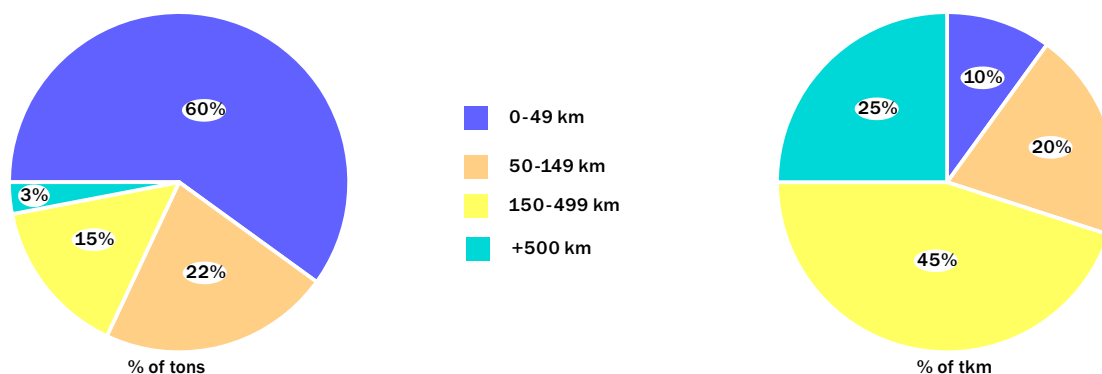 60%
3%
15%
22%
% of tons
0-49 km
50-149 km
150-499 km
+500 km
10%
25%
20%
45%
% of tkm